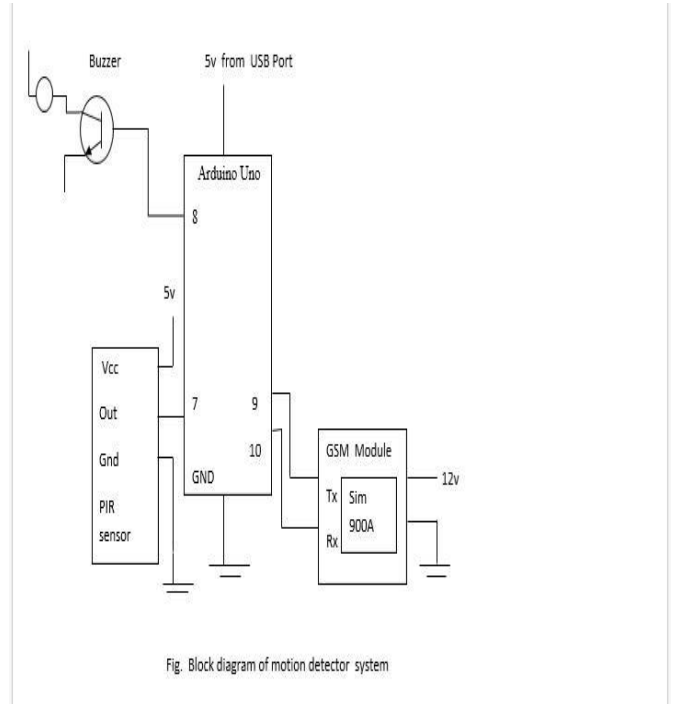 Buzzer
5v from USB Port
Arduino Uno
8
5v
Vcc
Out
Gnd
PIR
sensor
7
9
10
GND
GSM Module
Tx
Rx
Sim
900A
12v
Fig. Block diagram of motion detector system